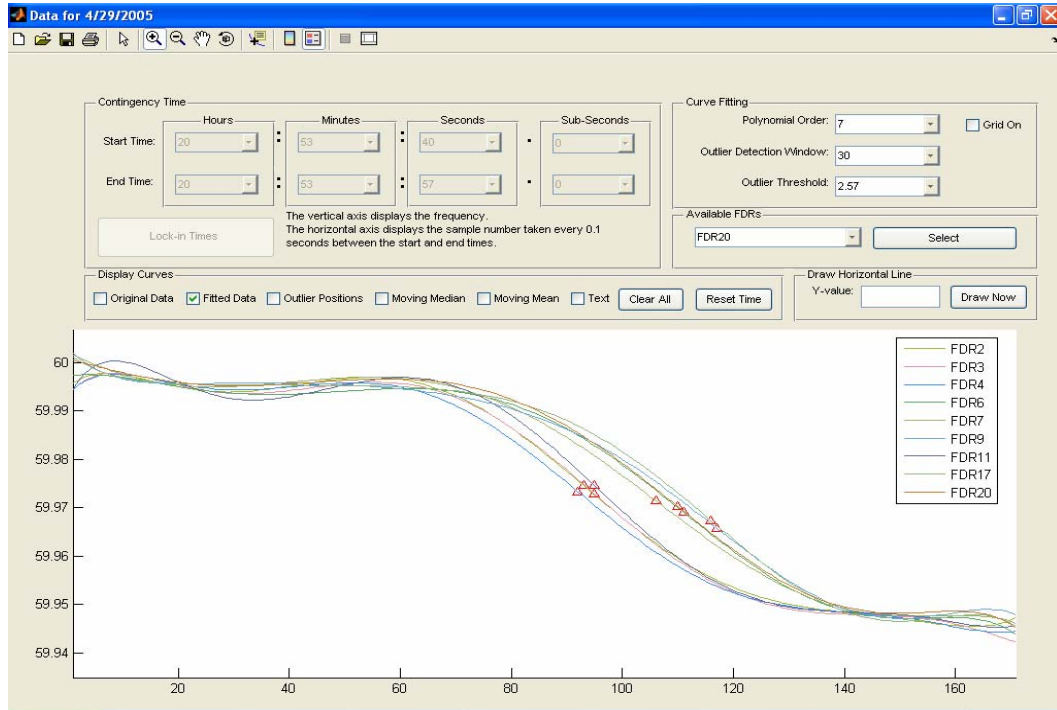 Data for 4/29/2005
Contingency Time
Hours
Minutes
Seconds
Sub-Seconds
Start Time:
20
:
53
:
40
.
0
End Time:
20
:
53
:
57
.
0
Lock-in Times
The vertical axis displays the frequency.
The horizontal axis displays the sample number taken every 0.1
seconds between the start and end times.
Curve Fitting
Polynomial Order:
7
Grid On
Outlier Detection Window:
30
Outlier Threshold:
2.57
Available FDRs
FDR20
Select
Display Curves
Original Data
Fitted Data
Outlier Positions
Moving Median
Moving Mean
Text
Clear All
Reset Time
Draw Horizontal Line
Y-value:
Draw Now
60
59.99
59.98
59.97
59.96
59.95
59.94
20
40
60
80
100
120
140
160
FDR2
FDR3
FDR4
FDR6
FDR7
FDR9
FDR11
FDR17
FDR20